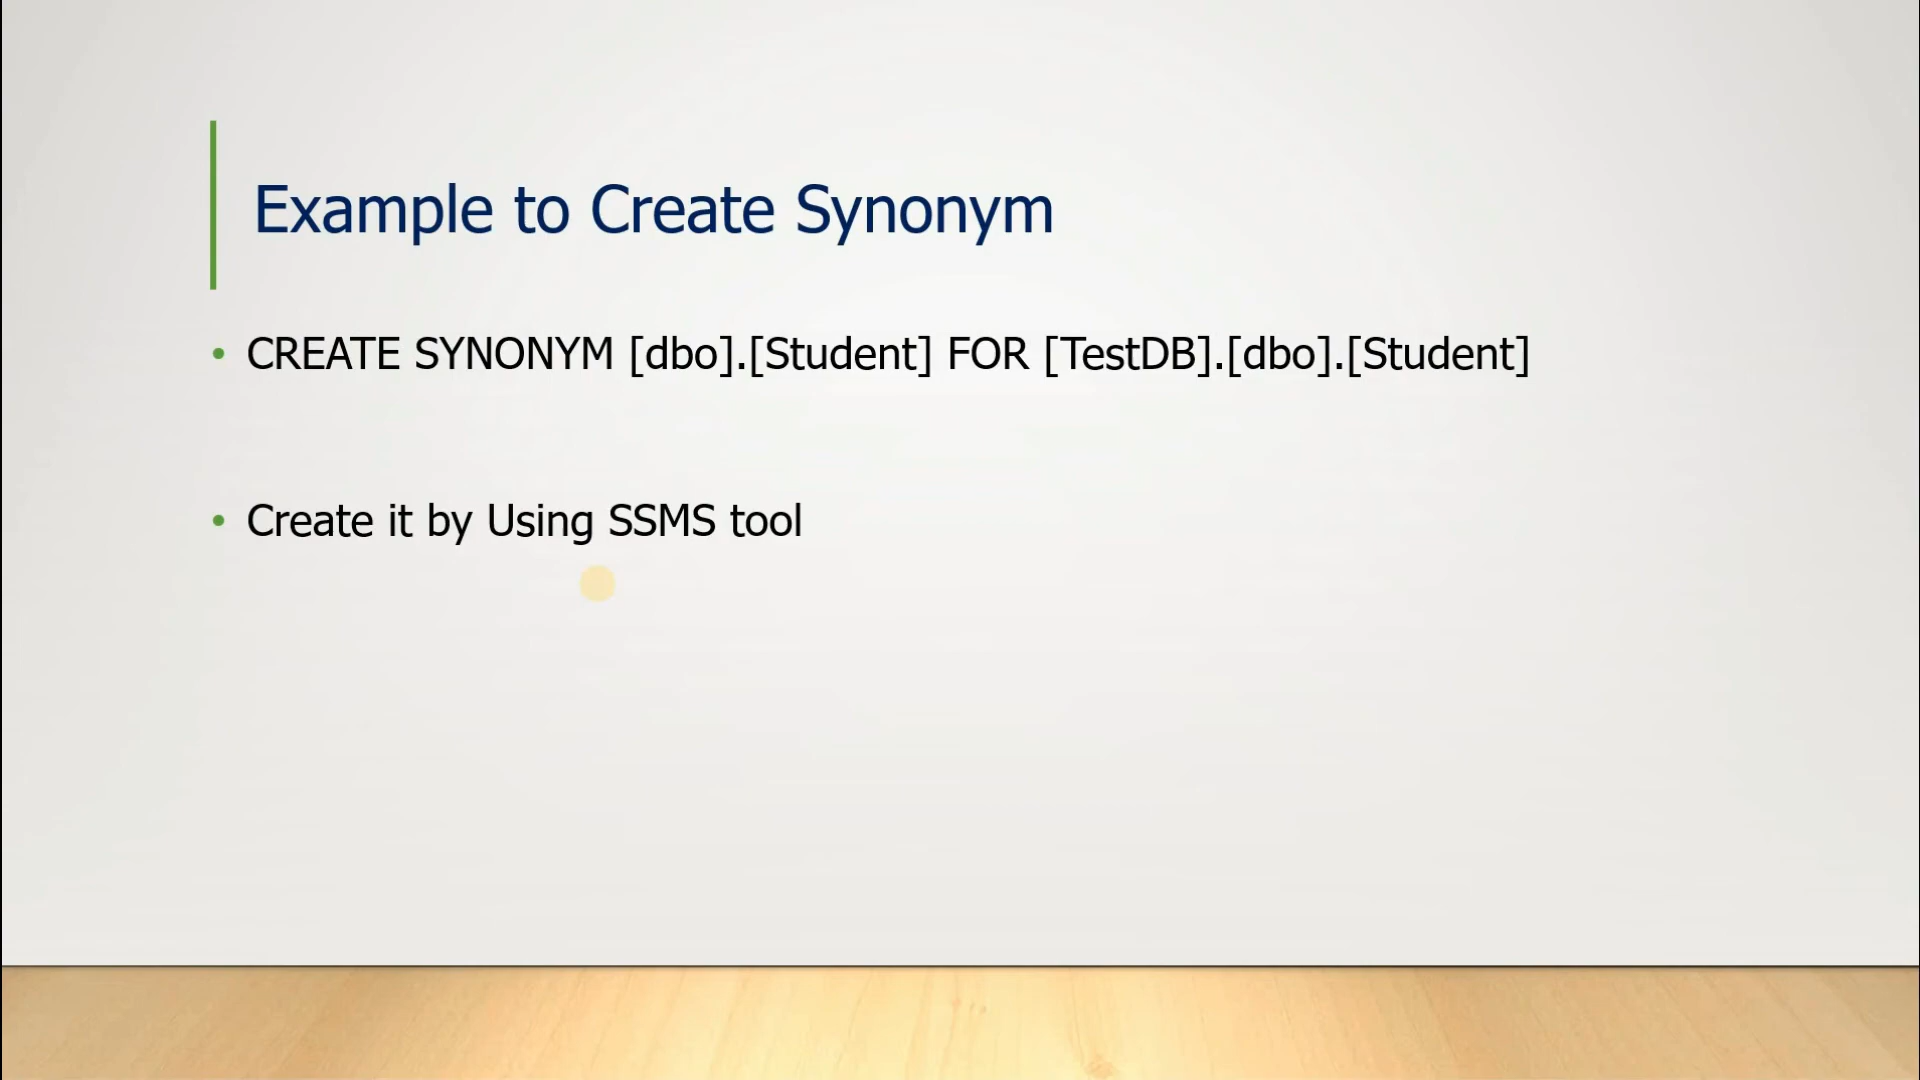 Example to Create Synonym
• CREATE SYNONYM [dbo].[Student] FOR [TestDB].[dbo].[Student]
• Create it by Using SSMS tool